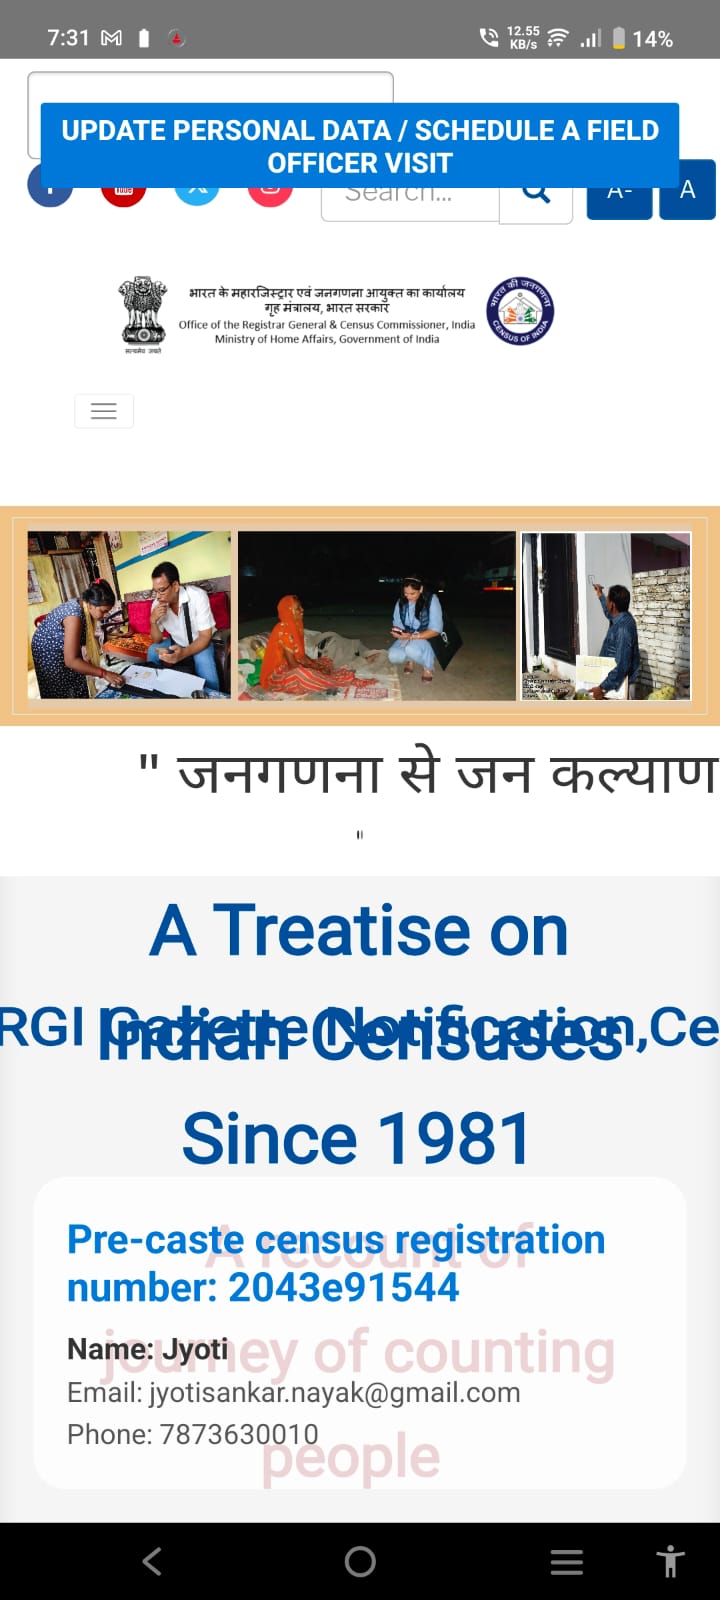 7:31
12.55
KB/s
14%
UPDATE PERSONAL DATA / SCHEDULE A FIELD
OFFICER VISIT
Search...
A-
A
भारत के महारजिस्ट्रार एवं जनगणना आयुक्त का कार्यालय
गृह मंत्रालय, भारत सरकार
Office of the Registrar General & Census Commissioner, India
Ministry of Home Affairs, Government of India
सत्यमेव जयते
भारत की जनगणना
CENSUS OF INDIA
" जनगणना से जन कल्याण
"
A Treatise on
RGI Gazette Notification,Ce
Indian Censuses
Since 1981
A recount of
journey of counting
people
Pre-caste census registration
number: 2043e91544
Name: Jyoti
Email: jyotisankar.nayak@gmail.com
Phone: 7873630010